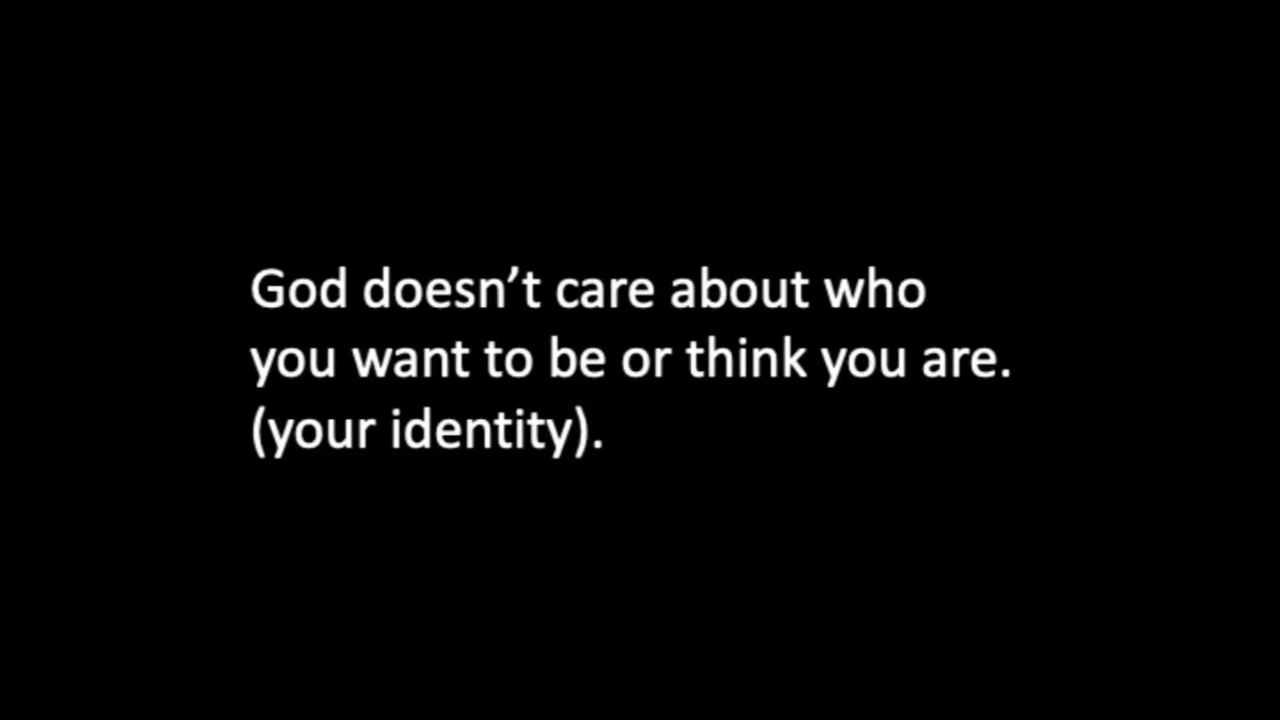 God doesn’t care about who
you want to be or think you are.
(your identity).